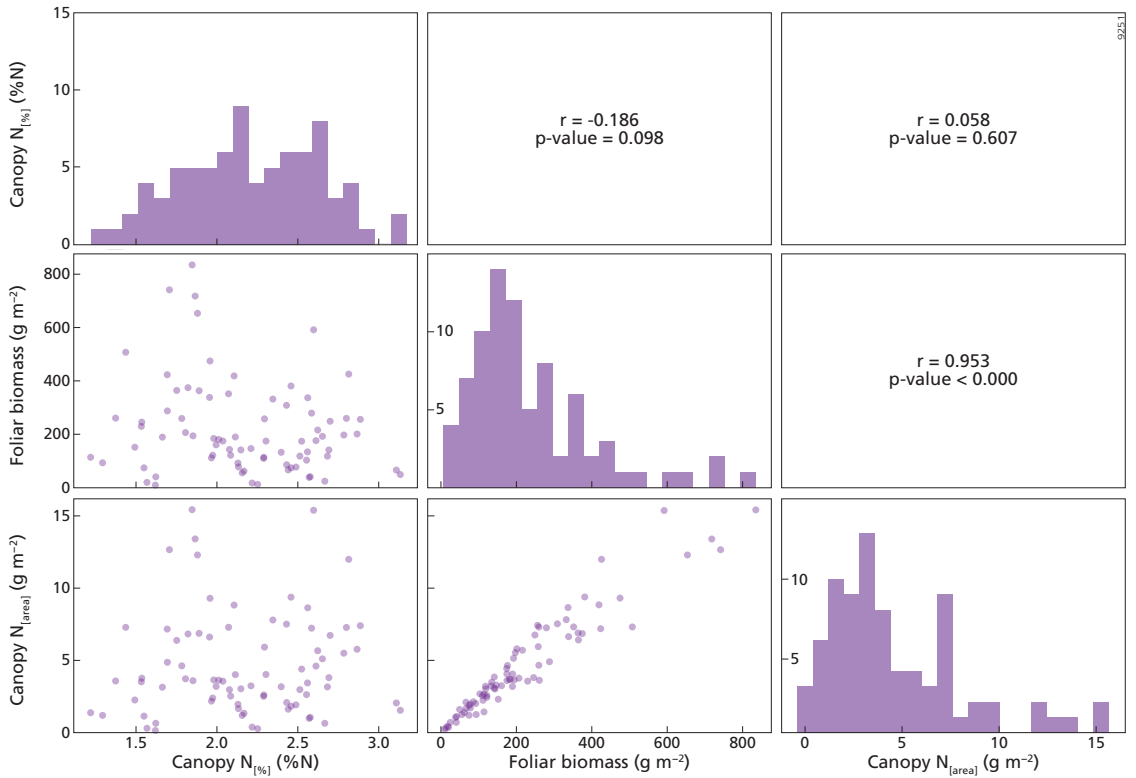 9251
Canopy N[%] (%N)
15
10
5
0
r = -0.186
p-value = 0.098
r = 0.058
p-value = 0.607
Foliar biomass (g m⁻²)
800
600
400
200
0
10
5
r = 0.953
p-value < 0.000
Canopy N[area] (g m⁻²)
15
10
5
0
10
5
1.5 2.0 2.5 3.0
0 200 400 600 800
0 5 10 15
Canopy N[%] (%N)
Foliar biomass (g m⁻²)
Canopy N[area] (g m⁻²)